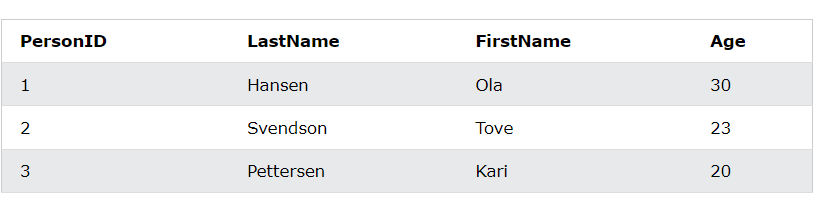 PersonID LastName FirstName Age
1 Hansen Ola 30
2 Svendson Tove 23
3 Pettersen Kari 20